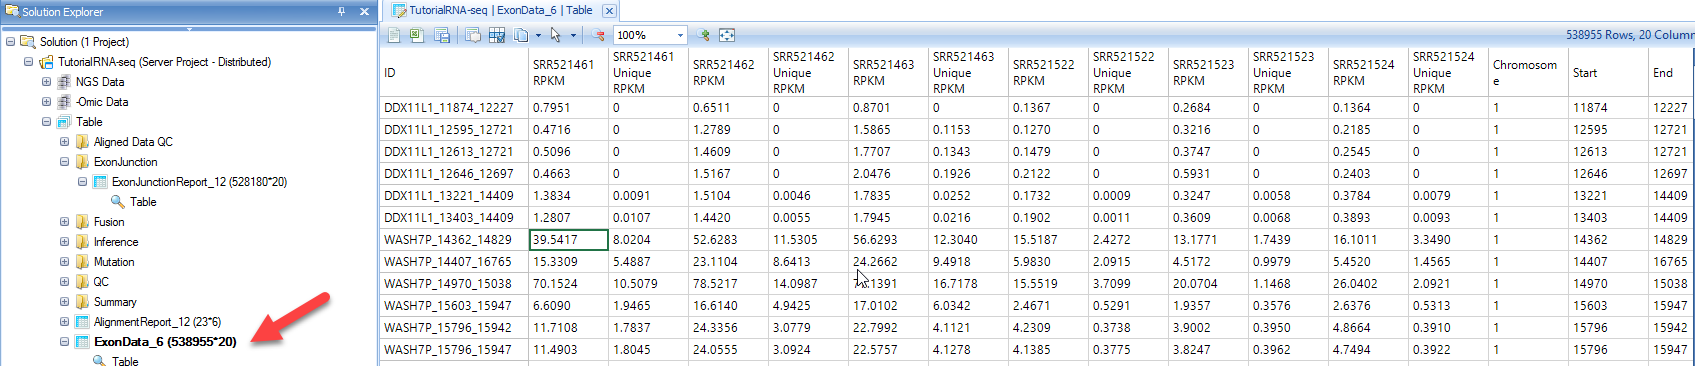 Solution Explorer
Solution (1 Project)
TutorialRNA-seq (Server Project - Distributed)
NGS Data
-Omic Data
Table
Aligned Data QC
ExonJunction
ExonJunctionReport_12 (528180*20)
Table
Fusion
Inference
Mutation
QC
Summary
AlignmentReport_12 (23*6)
ExonData_6 (538955*20)
Table
TutorialRNA-seq | ExonData_6 | Table
100%
538955 Rows, 20 Column
ID SRR521461 RPKM SRR521461 Unique RPKM SRR521462 RPKM SRR521462 Unique RPKM SRR521463 RPKM SRR521463 Unique RPKM SRR521522 RPKM SRR521522 Unique RPKM SRR521523 RPKM SRR521523 Unique RPKM SRR521524 RPKM SRR521524 Unique RPKM Chromosome Start End
DDX11L1_11874_12227 0.7951 0 0.6511 0 0.8701 0 0.1367 0 0.2684 0 0.1364 0 1 11874 12227
DDX11L1_12595_12721 0.4716 0 1.2789 0 1.5865 0.1153 0.1270 0 0.3216 0 0.2185 0 1 12595 12721
DDX11L1_12613_12721 0.5096 0 1.4609 0 1.7707 0.1343 0.1479 0 0.3747 0 0.2545 0 1 12613 12721
DDX11L1_12646_12697 0.4663 0 1.5167 0 2.0476 0.1926 0.2122 0 0.5931 0 0.2403 0 1 12646 12697
DDX11L1_13221_14409 1.3834 0.0091 1.5104 0.0046 1.7835 0.0252 0.1732 0.0009 0.3247 0.0058 0.3784 0.0079 1 13221 14409
DDX11L1_13403_14409 1.2807 0.0107 1.4420 0.0055 1.7945 0.0216 0.1902 0.0011 0.3609 0.0068 0.3893 0.0093 1 13403 14409
WASH7P_14362_14829 39.5417 8.0204 52.6283 11.5305 56.6293 12.3040 15.5187 2.4272 13.1771 1.7439 16.1011 3.3490 1 14362 14829
WASH7P_14407_16765 15.3309 5.4887 23.1104 8.6413 24.2662 9.4918 5.9830 2.0915 4.5172 0.9979 5.4520 1.4565 1 14407 16765
WASH7P_14970_15038 70.1524 10.5079 78.5217 14.0987 .1391 16.7178 15.5519 3.7099 20.0704 1.1468 26.0402 2.0921 1 14970 15038
WASH7P_15603_15947 6.6090 1.9465 16.6140 4.9425 17.0102 6.0342 2.4671 0.5291 1.9357 0.3576 2.6376 0.5313 1 15603 15947
WASH7P_15796_15942 11.7108 1.7837 24.3356 3.0779 22.7992 4.1121 4.2309 0.3738 3.9002 0.3950 4.8664 0.3910 1 15796 15942
WASH7P_15796_15947 11.4903 1.8045 24.0555 3.0924 22.5757 4.1278 4.1385 0.3775 3.8247 0.3962 4.7494 0.3922 1 15796 15947